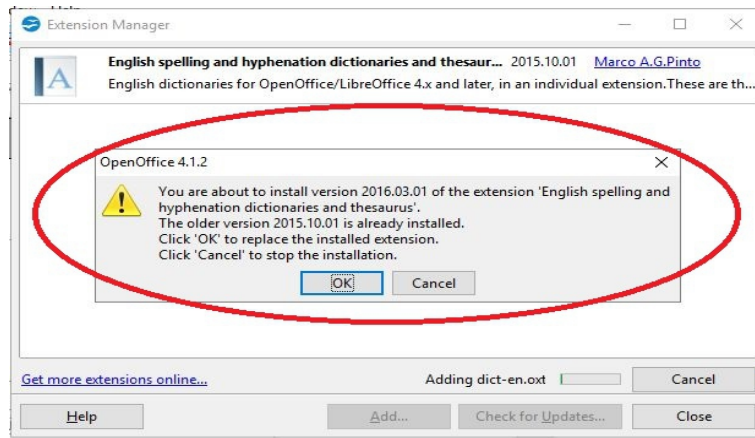 Extension Manager
English spelling and hyphenation dictionaries and thesaur... 2015.10.01 Marco A.G.Pinto
English dictionaries for OpenOffice/LibreOffice 4.x and later, in an individual extension.These are th...
OpenOffice 4.1.2
You are about to install version 2016.03.01 of the extension 'English spelling and
hyphenation dictionaries and thesaurus'.
The older version 2015.10.01 is already installed.
Click 'OK' to replace the installed extension.
Click 'Cancel' to stop the installation.
OK Cancel
Get more extensions online... Adding dict-en.oxt Cancel
Help Add... Check for Updates... Close